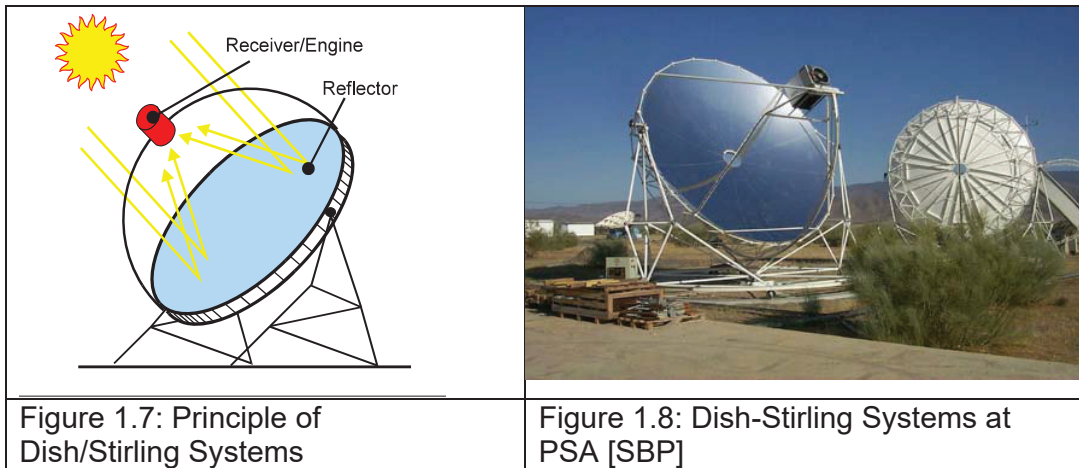 Receiver/Engine
Reflector
Figure 1.7: Principle of
Dish/Stirling Systems
Figure 1.8: Dish-Stirling Systems at
PSA [SBP]